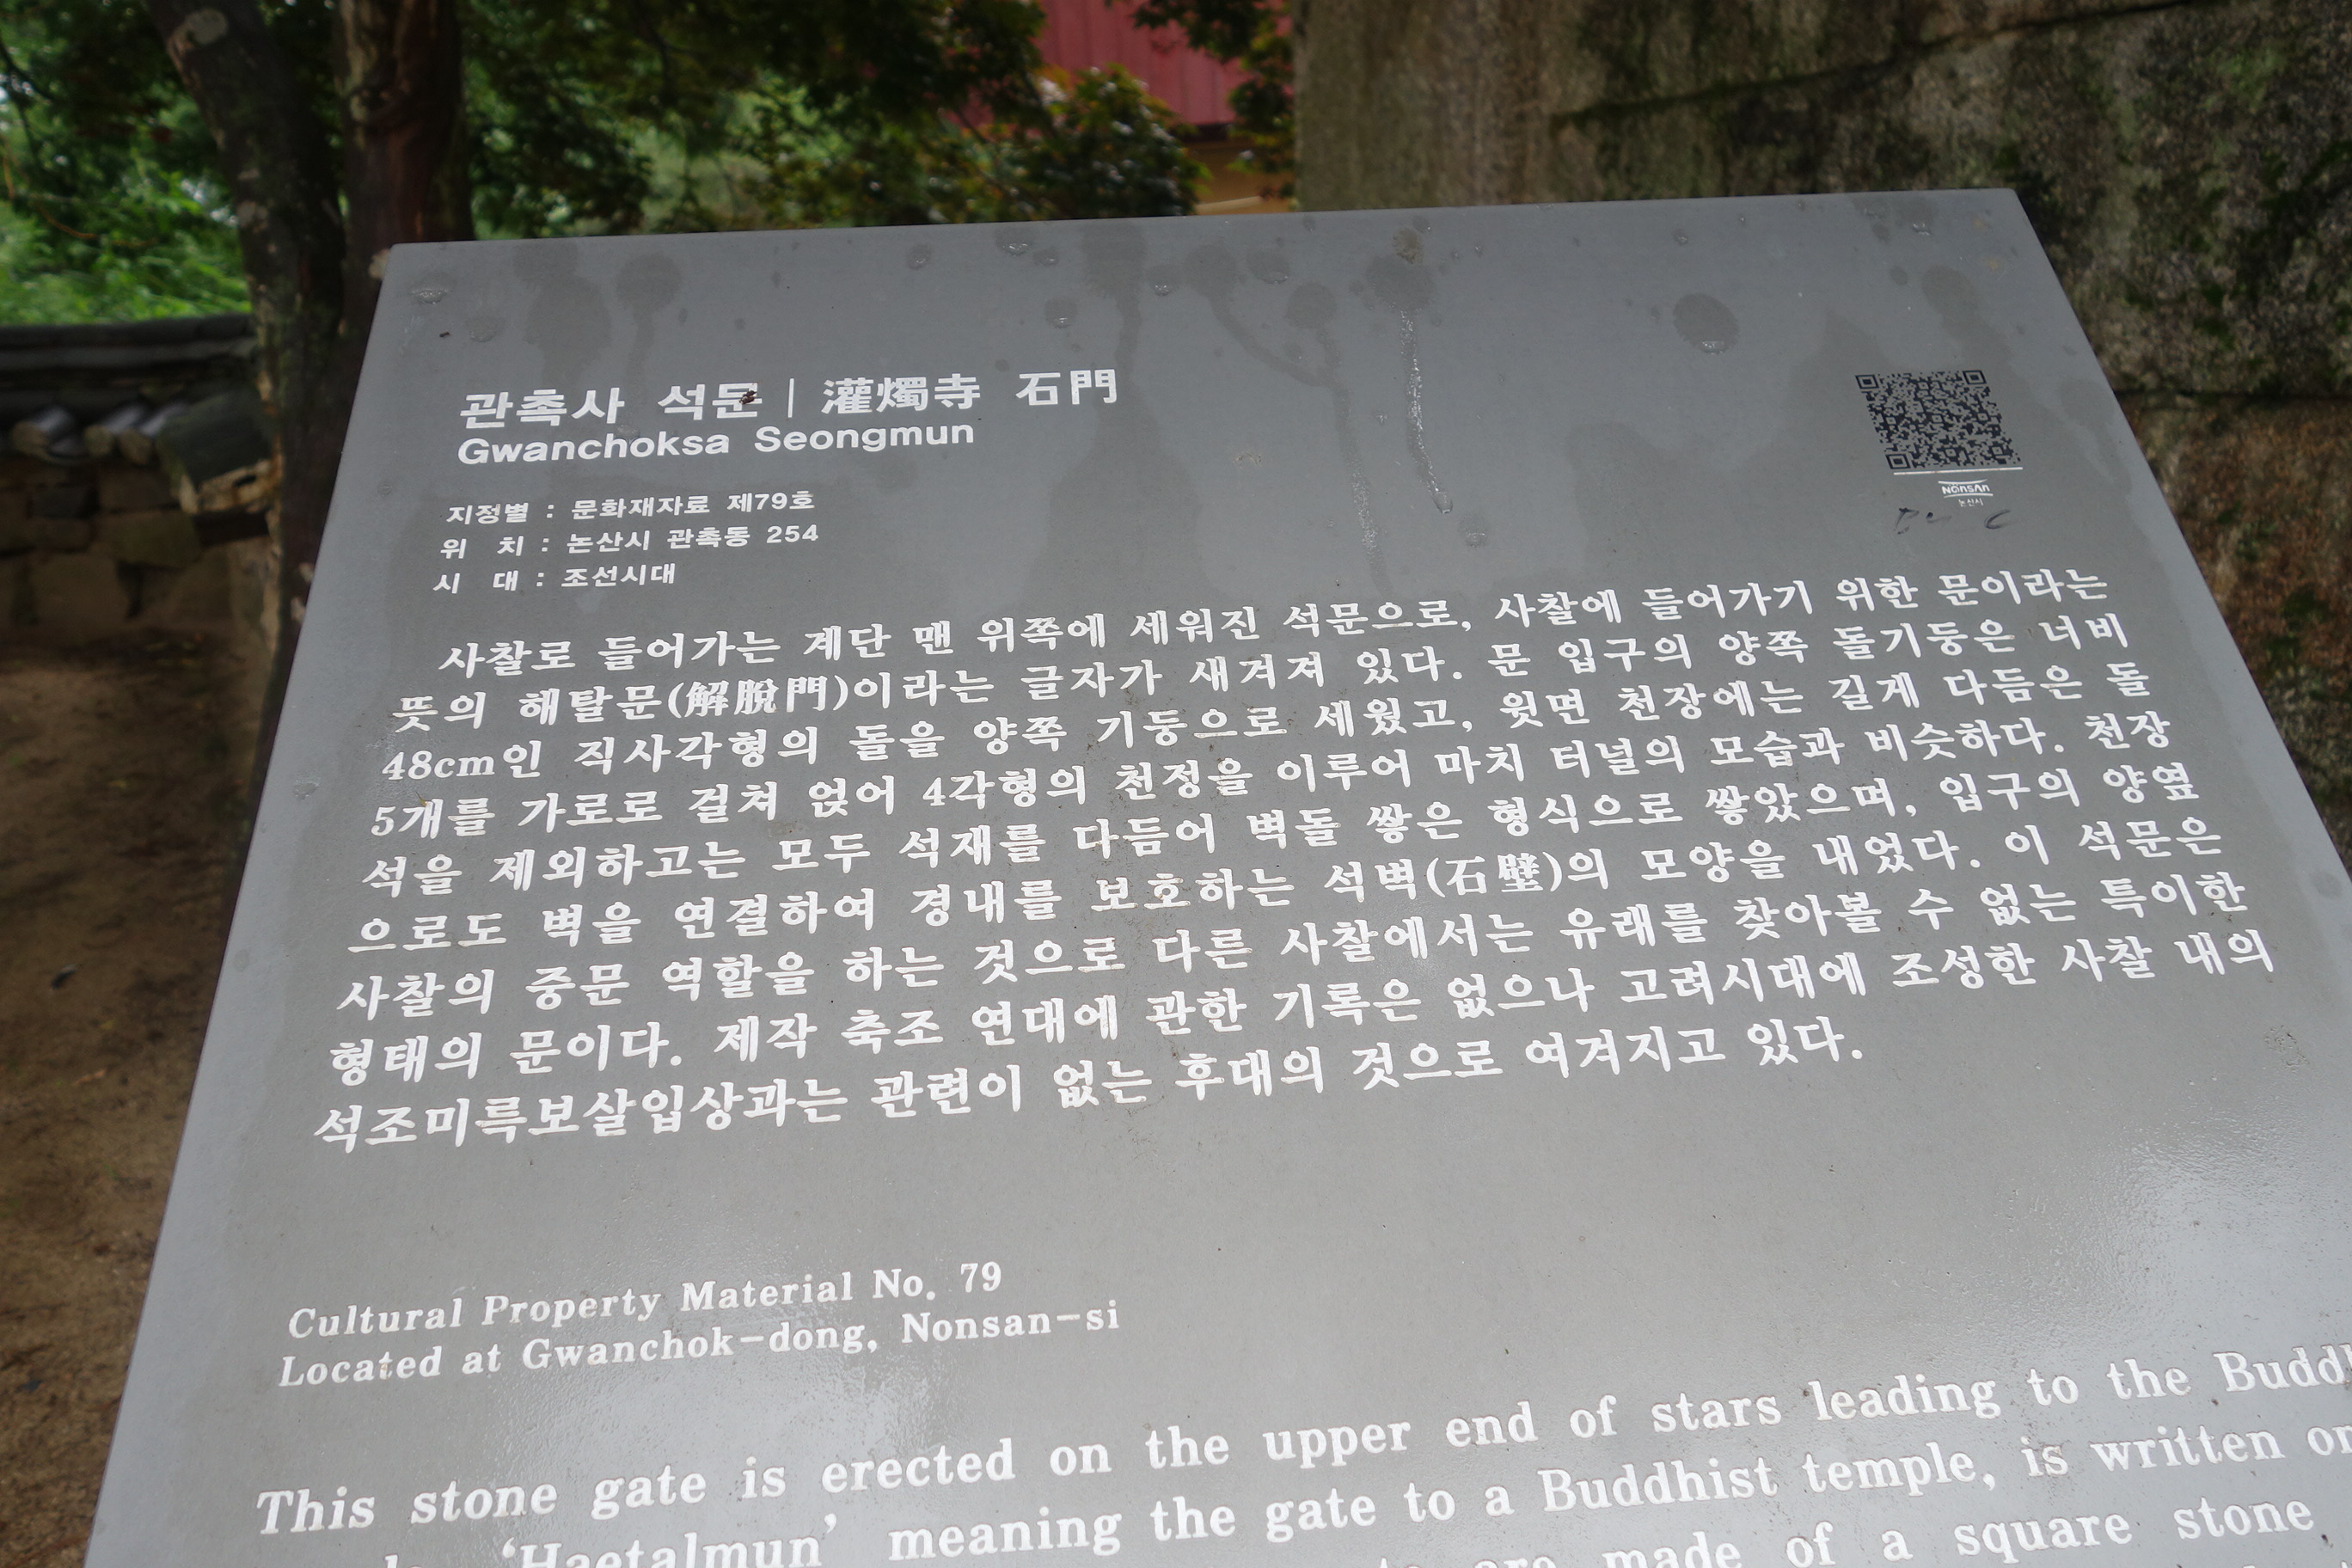 관촉사 석문 | 灌燭寺 石門
Gwanchoksa Seongmun
Nonsan
논산시
지정별 : 문화재자료 제79호
위 치 : 논산시 관촉동 254
시 대 : 조선시대
사찰로 들어가는 계단 맨 위쪽에 세워진 석문으로, 사찰에 들어가기 위한 문이라는
뜻의 해탈문(解脫門)이라는 글자가 새겨져 있다. 문 입구의 양쪽 돌기둥은 너비
48cm인 직사각형의 돌을 양쪽 기둥으로 세웠고, 윗면 천장에는 길게 다듬은 돌
5개를 가로로 걸쳐 얹어 4각형의 천정을 이루어 마치 터널의 모습과 비슷하다. 천장
석을 제외하고는 모두 석재를 다듬어 벽돌 쌓은 형식으로 쌓았으며, 입구의 양옆
으로도 벽을 연결하여 경내를 보호하는 석벽(石壁)의 모양을 내었다. 이 석문은
사찰의 중문 역할을 하는 것으로 다른 사찰에서는 유래를 찾아볼 수 없는 특이한
형태의 문이다. 제작 축조 연대에 관한 기록은 없으나 고려시대에 조성한 사찰 내의
석조미륵보살입상과는 관련이 없는 후대의 것으로 여겨지고 있다.
Cultural Property Material No. 79
Located at Gwanchok-dong, Nonsan-si
This stone gate is erected on the upper end of stars leading to the
'Haetalmun' meaning the gate to a Buddhist temple, is written
are made of a square stone